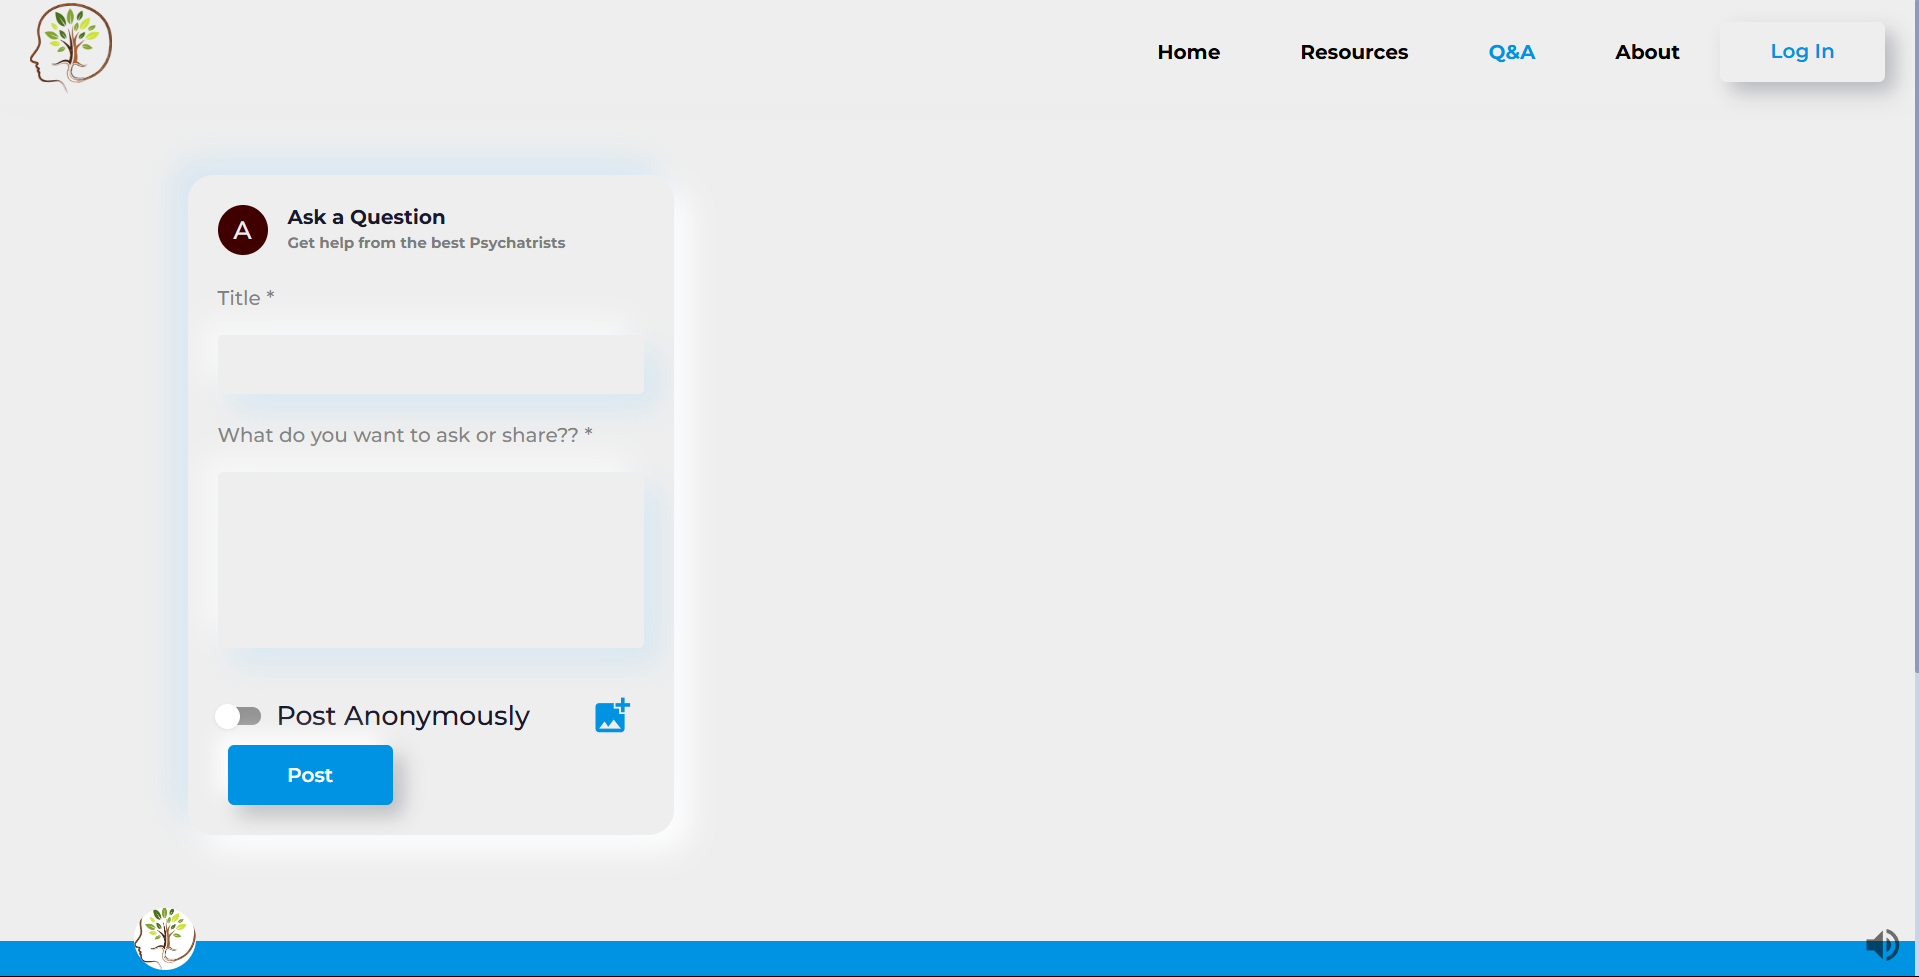 Home Resources Q&A About Log In
A
Ask a Question
Get help from the best Psychatrists
Title *
What do you want to ask or share?? *
Post Anonymously
Post